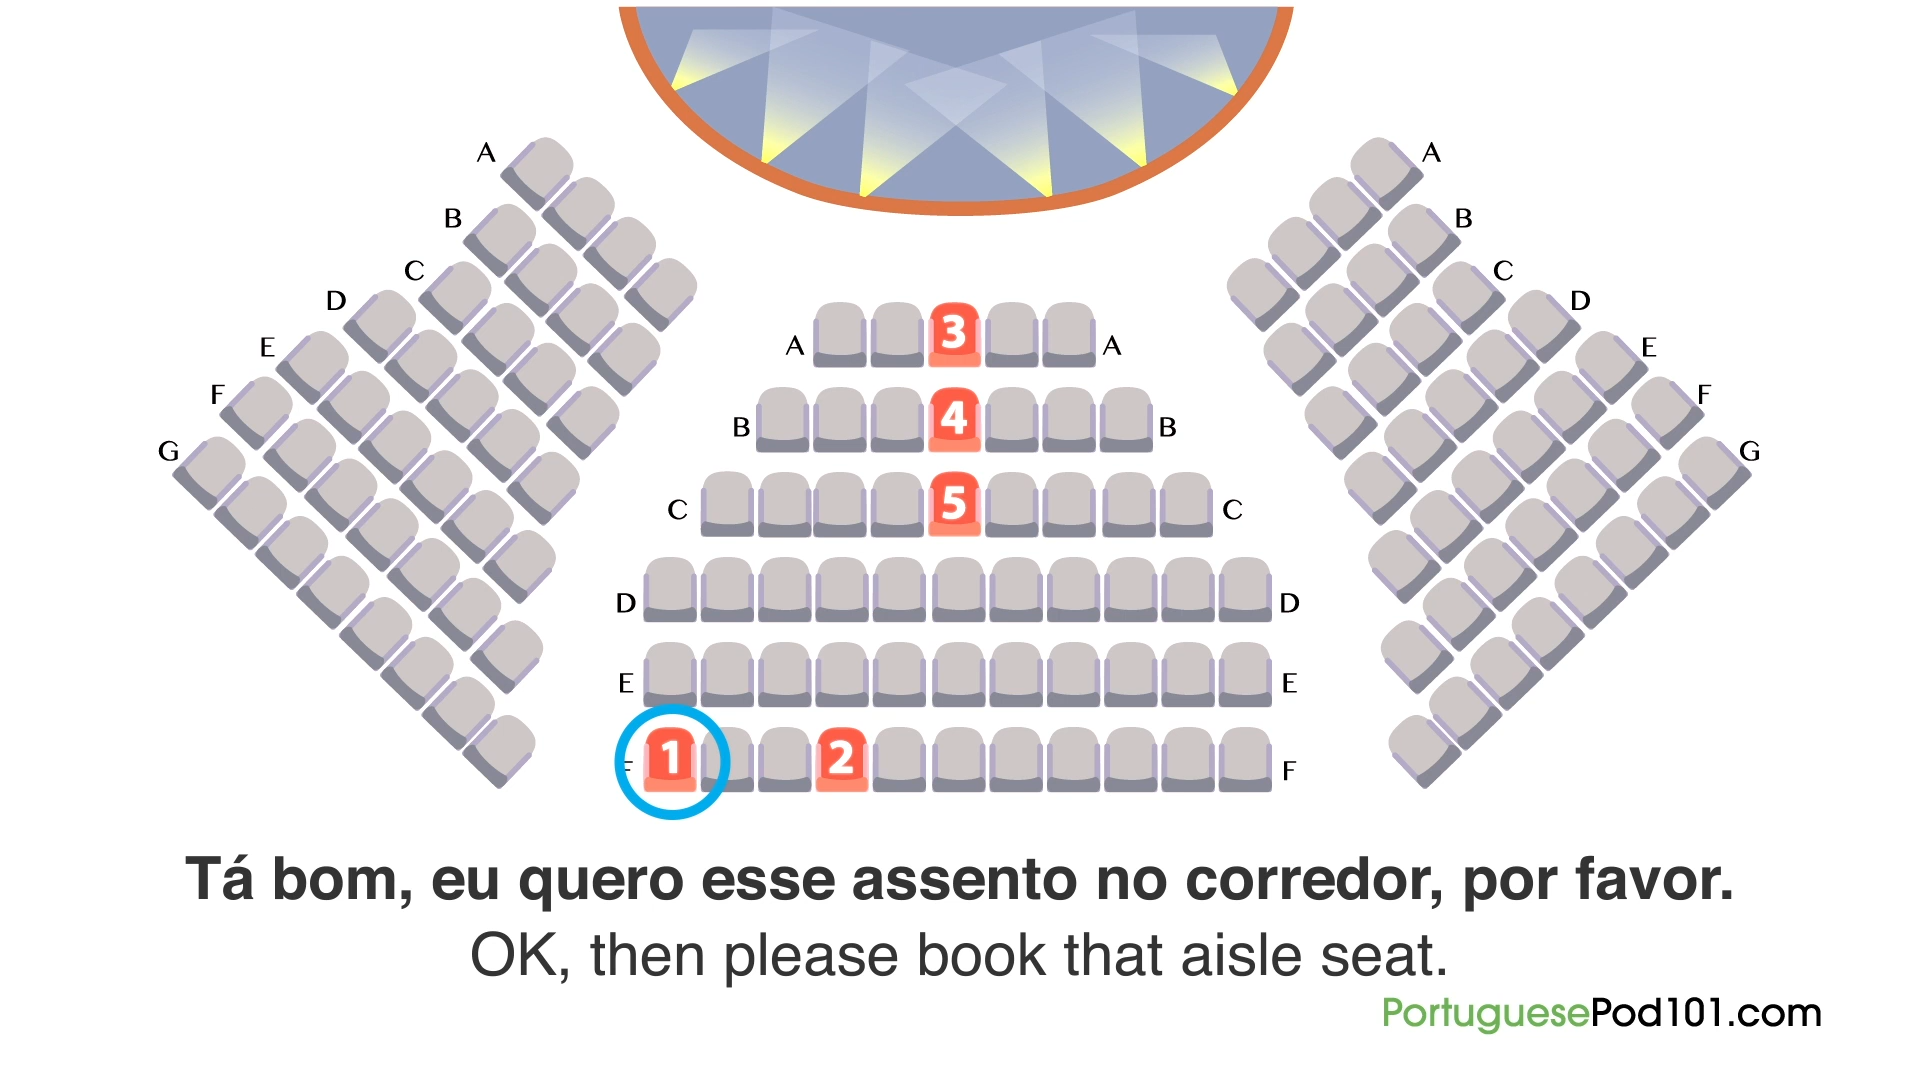 A A
B B
C C
D D
E E
F F
G G
A 3 A
B 4 B
C 5 C
D D
E E
F 1 2 F
Tá bom, eu quero esse assento no corredor, por favor.
OK, then please book that aisle seat.
PortuguesePod101.com